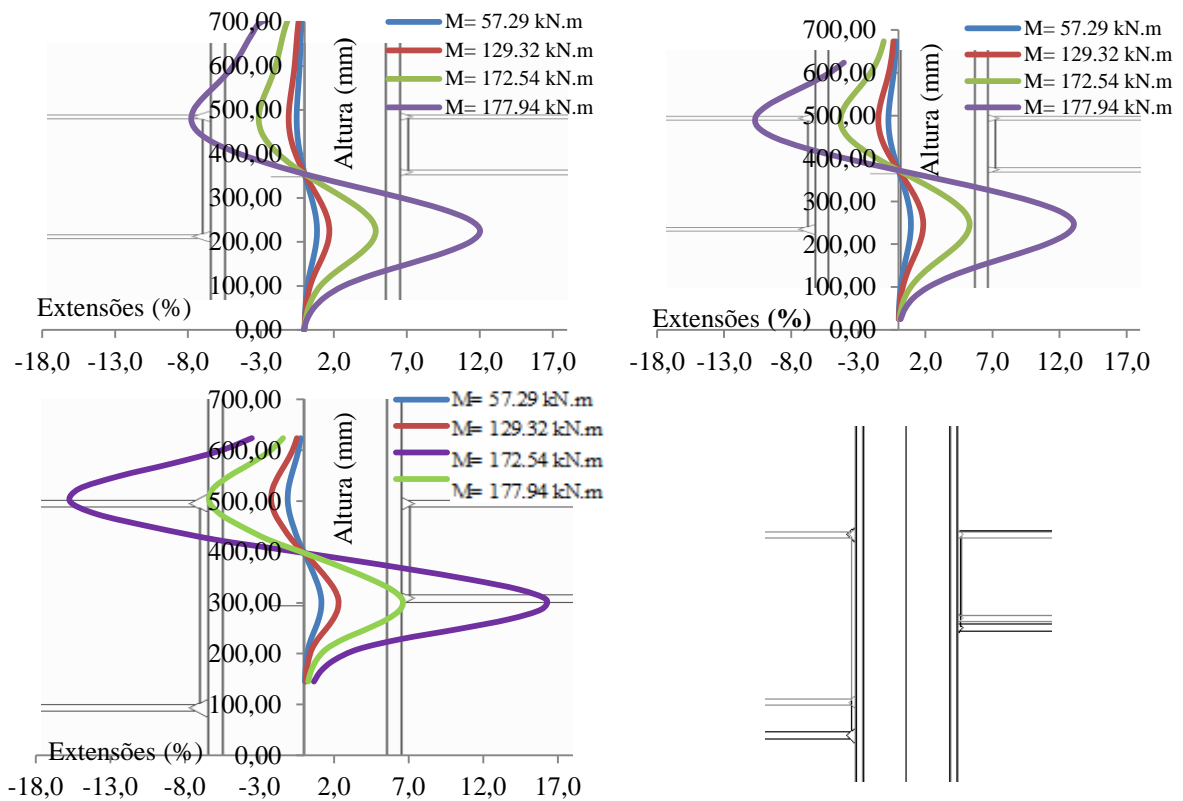 700,00
600,00
500,00
400,00
300,00
200,00
100,00
0,00
Altura (mm)
M= 57.29 kN.m
M= 129.32 kN.m
M= 172.54 kN.m
M= 177.94 kN.m
Extensões (%)
-18,0 -13,0 -8,0 -3,0 2,0 7,0 12,0 17,0
700,00
600,00
500,00
400,00
300,00
200,00
100,00
0,00
Altura (mm)
M= 57.29 kN.m
M= 129.32 kN.m
M= 172.54 kN.m
M= 177.94 kN.m
Extensões (%)
-18,0 -13,0 -8,0 -3,0 2,0 7,0 12,0 17,0
700,00
600,00
500,00
400,00
300,00
200,00
100,00
0,00
Altura (mm)
M= 57.29 kN.m
M= 129.32 kN.m
M= 172.54 kN.m
M= 177.94 kN.m
Extensões (%)
-18,0 -13,0 -8,0 -3,0 2,0 7,0 12,0 17,0